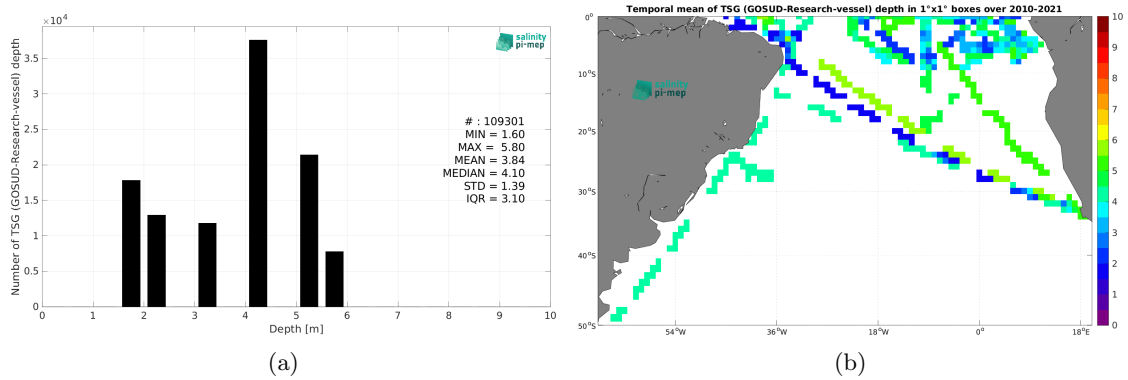 ×10⁴
3.5
3
2.5
2
1.5
1
0.5
0
Number of TSG (GOSUD-Research-vessel) depth
0 1 2 3 4 5 6 7 8 9 10
Depth [m]
salinity
pi-mep
# : 109301
MIN = 1.60
MAX = 5.80
MEAN = 3.84
MEDIAN = 4.10
STD = 1.39
IQR = 3.10
(a)
Temporal mean of TSG (GOSUD-Research-vessel) depth in 1°x1° boxes over 2010-2021
0°
10°S
20°S
30°S
40°S
50°S
54°W 36°W 18°W 0° 18°E
salinity
pi-mep
10
9
8
7
6
5
4
3
2
1
0
(b)